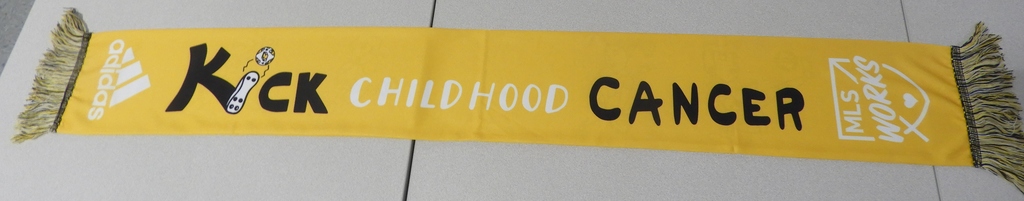 adidas
KICK CHILDHOOD CANCER
MLS
WORKS